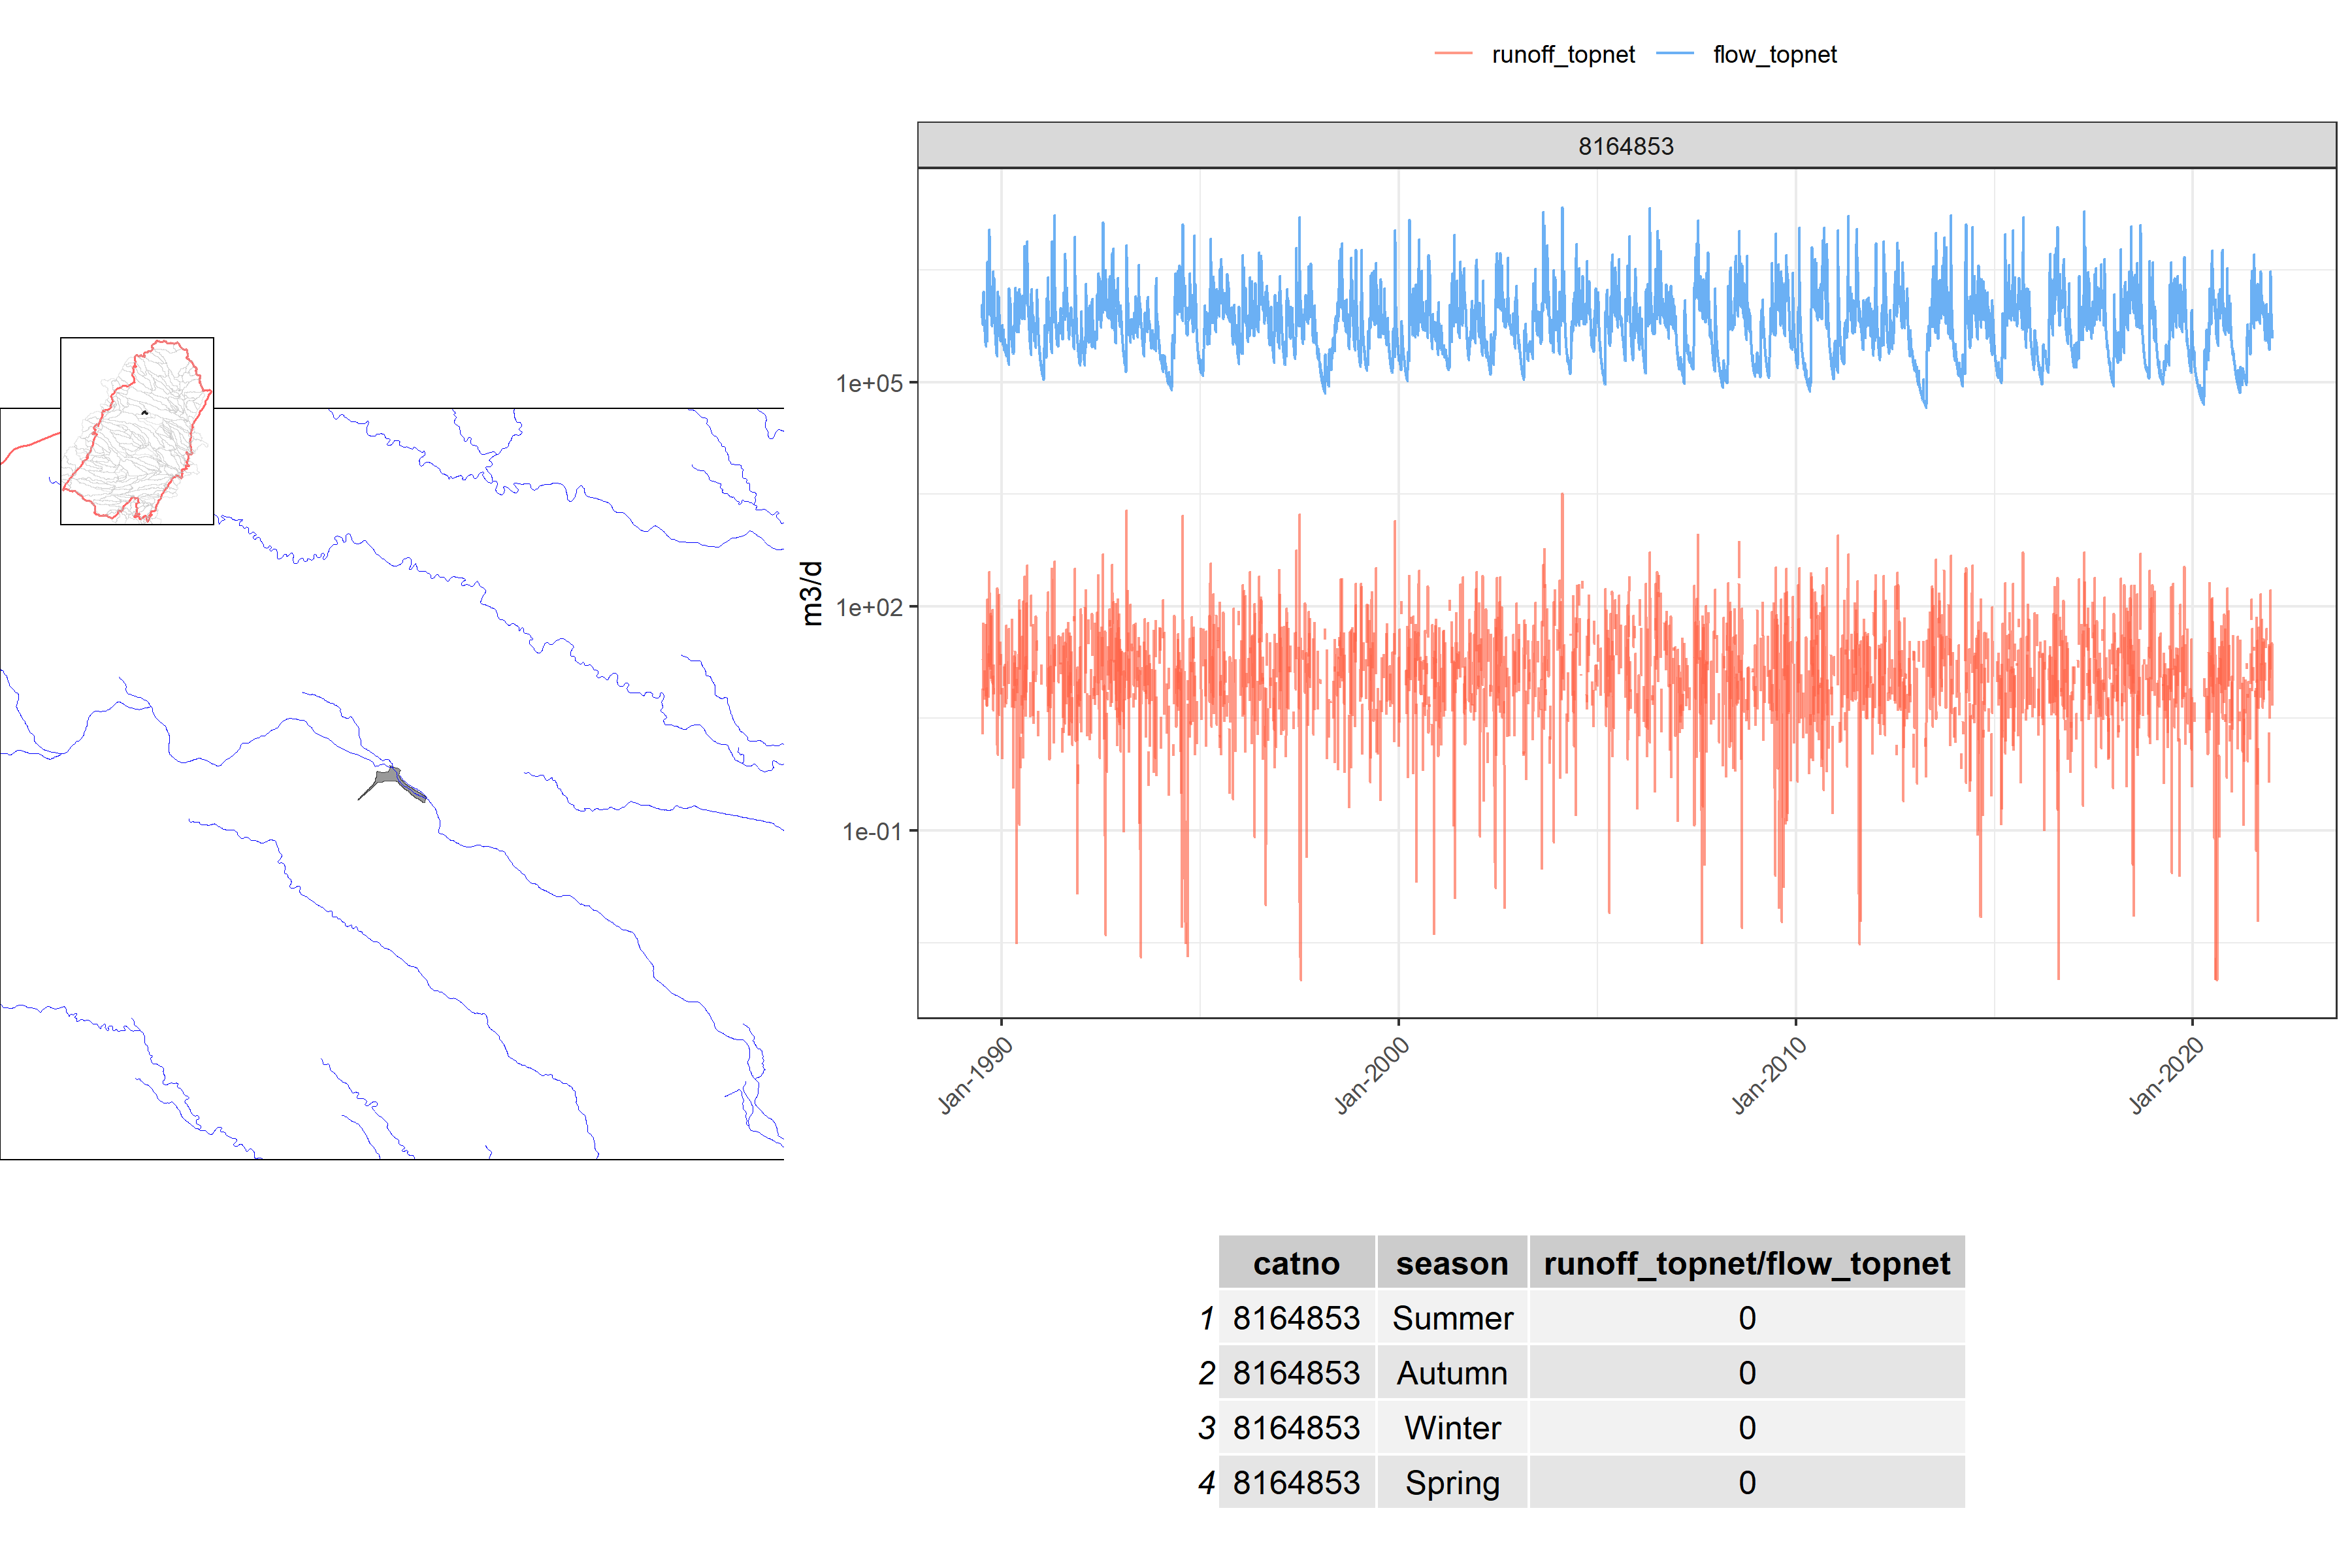 runoff_topnet flow_topnet
8164853
m3/d
1e+05
1e+02
1e-01
Jan-1990 Jan-2000 Jan-2010 Jan-2020
catno season runoff_topnet/flow_topnet
1 8164853 Summer 0
2 8164853 Autumn 0
3 8164853 Winter 0
4 8164853 Spring 0